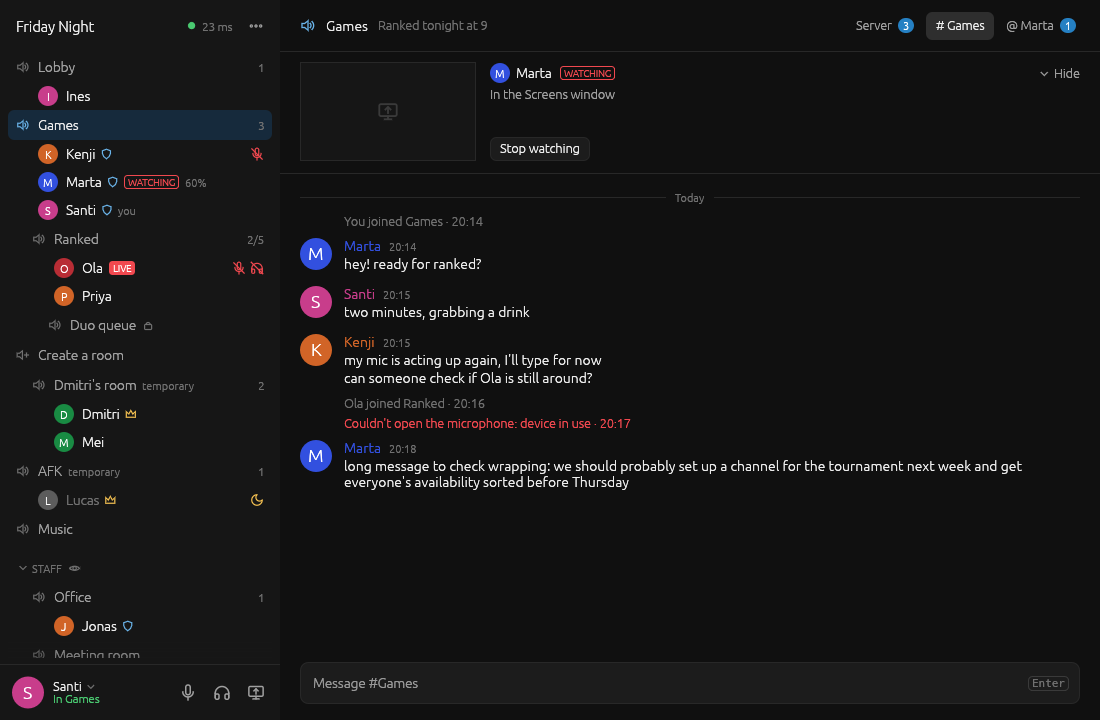 Friday Night
23 ms
Lobby 1
I Ines
Games 3
K Kenji
M Marta WATCHING 60%
S Santi you
Ranked 2/5
O Ola LIVE
P Priya
Duo queue
Create a room
Dmitri's room temporary 2
D Dmitri
M Mei
AFK temporary 1
L Lucas
Music
STAFF
Office 1
J Jonas
Meeting room
S Santi
In Games
Games Ranked tonight at 9
Server 3 # Games @ Marta 1
M Marta WATCHING
Hide
In the Screens window
Stop watching
Today
You joined Games · 20:14
M Marta 20:14
hey! ready for ranked?
S Santi 20:15
two minutes, grabbing a drink
K Kenji 20:15
my mic is acting up again, I'll type for now
can someone check if Ola is still around?
Ola joined Ranked · 20:16
Couldn't open the microphone: device in use · 20:17
M Marta 20:18
long message to check wrapping: we should probably set up a channel for the tournament next week and get
everyone's availability sorted before Thursday
Message #Games Enter